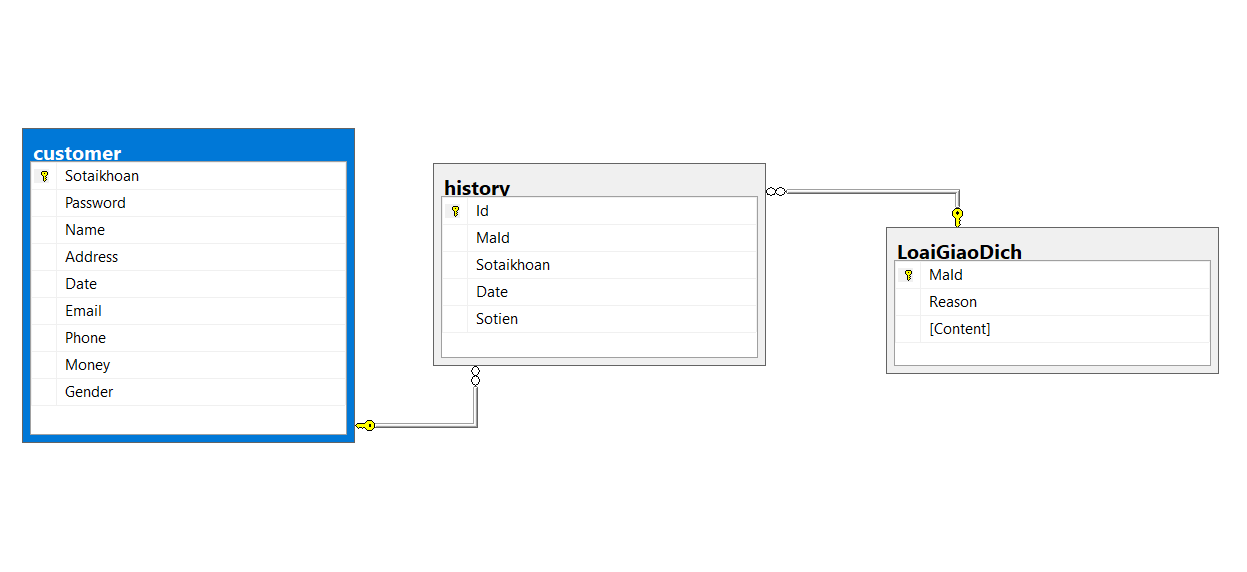 customer
Sotaikhoan
Password
Name
Address
Date
Email
Phone
Money
Gender
history
Id
MaId
Sotaikhoan
Date
Sotien
LoaiGiaoDich
MaId
Reason
[Content]